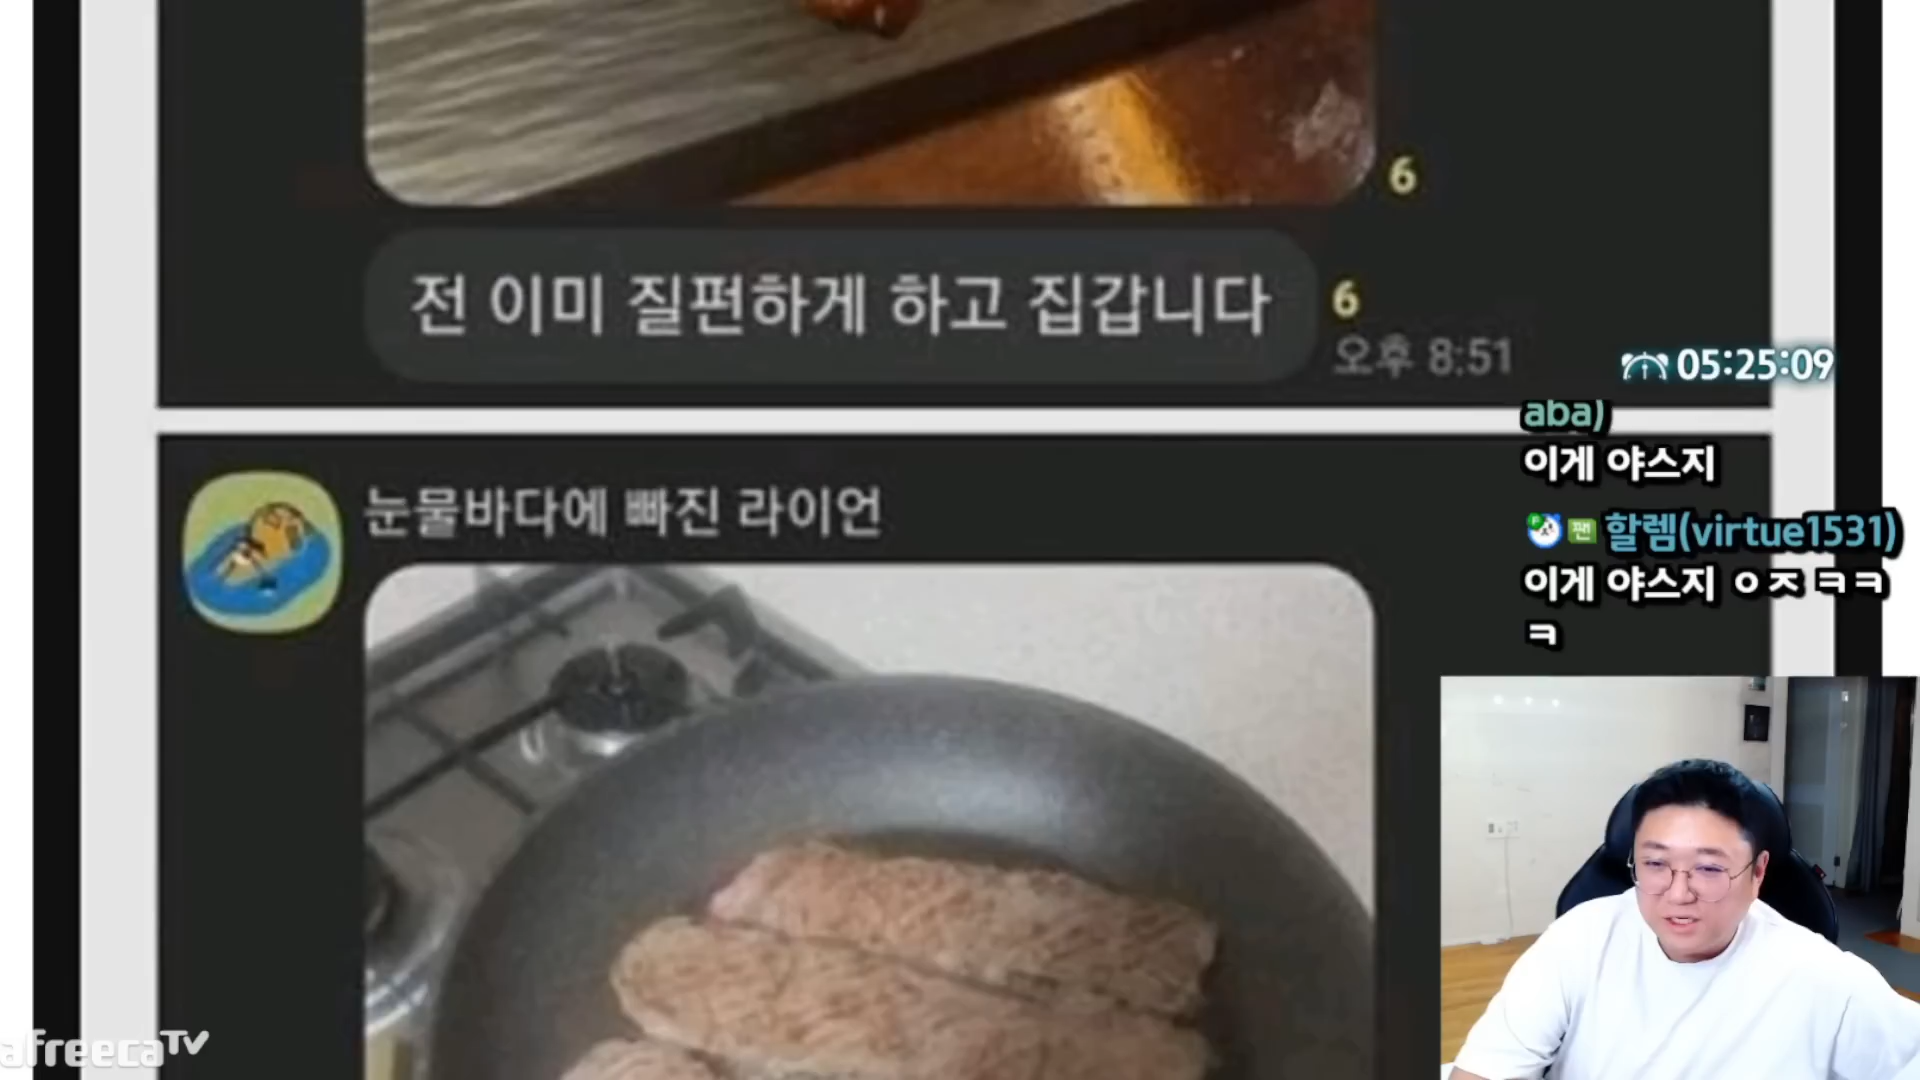 6
전 이미 질펀하게 하고 집갑니다
6
오후 8:51
05:25:09
aba)
이게 야스지
눈물바다에 빠진 라이언
팬 할렘(virtue1531)
이게 야스지 ㅇㅈ ㅋㅋ
ㅋ
afreecaTV